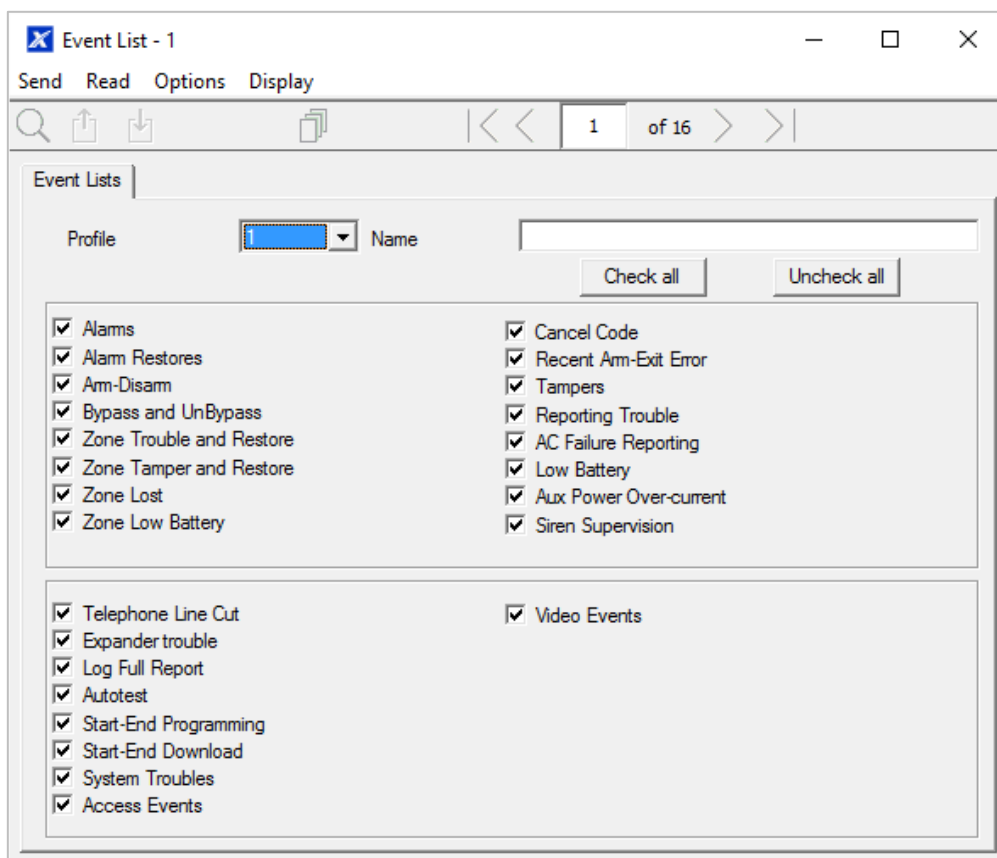 Event List - 1
Send Read Options Display
1 of 16
Event Lists
Profile 1 Name
Check all Uncheck all
Alarms
Alarm Restores
Arm-Disarm
Bypass and UnBypass
Zone Trouble and Restore
Zone Tamper and Restore
Zone Lost
Zone Low Battery
Cancel Code
Recent Arm-Exit Error
Tampers
Reporting Trouble
AC Failure Reporting
Low Battery
Aux Power Over-current
Siren Supervision
Telephone Line Cut
Expander trouble
Log Full Report
Autotest
Start-End Programming
Start-End Download
System Troubles
Access Events
Video Events